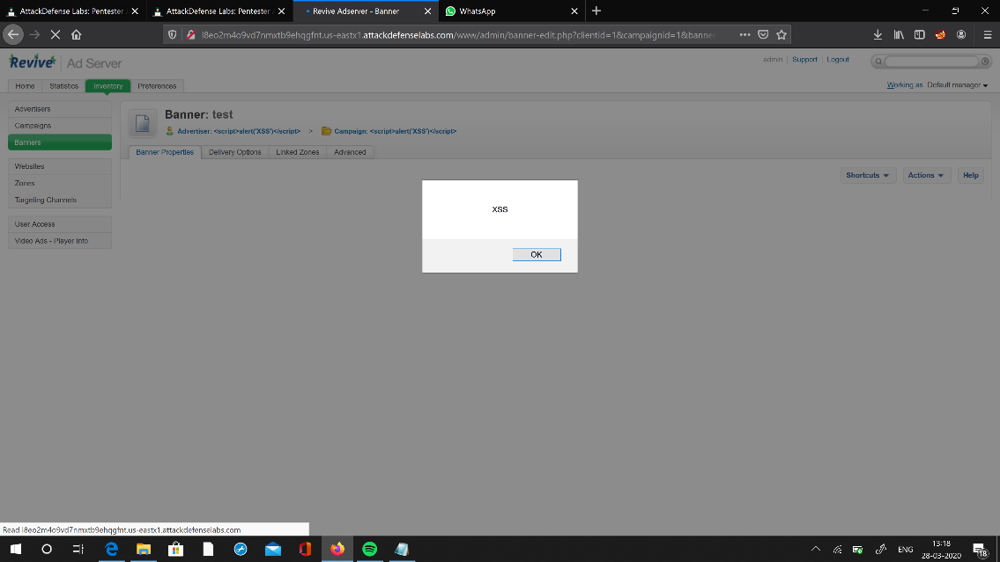 AttackDefense Labs: Pentester
AttackDefense Labs: Pentester
Revive Adserver - Banner
WhatsApp
l8eo2m4o9vd7nmxtb9ehqgfnt.us-eastx1.attackdefenselabs.com/www/admin/banner-edit.php?clientid=1&campaignid=1&banner
Revive Ad Server
admin | Support | Logout
Home Statistics Inventory Preferences
Working as Default manager
Advertisers
Campaigns
Banners
Websites
Zones
Targeting Channels
User Access
Video Ads - Player Info
Banner: test
Advertiser: <script>alert('XSS')</script> > Campaign: <script>alert('XSS')</script>
Banner Properties Delivery Options Linked Zones Advanced
Shortcuts Actions Help
XSS
OK
Read l8eo2m4o9vd7nmxtb9ehqgfnt.us-eastx1.attackdefenselabs.com
ENG
13:18
28-03-2020
18